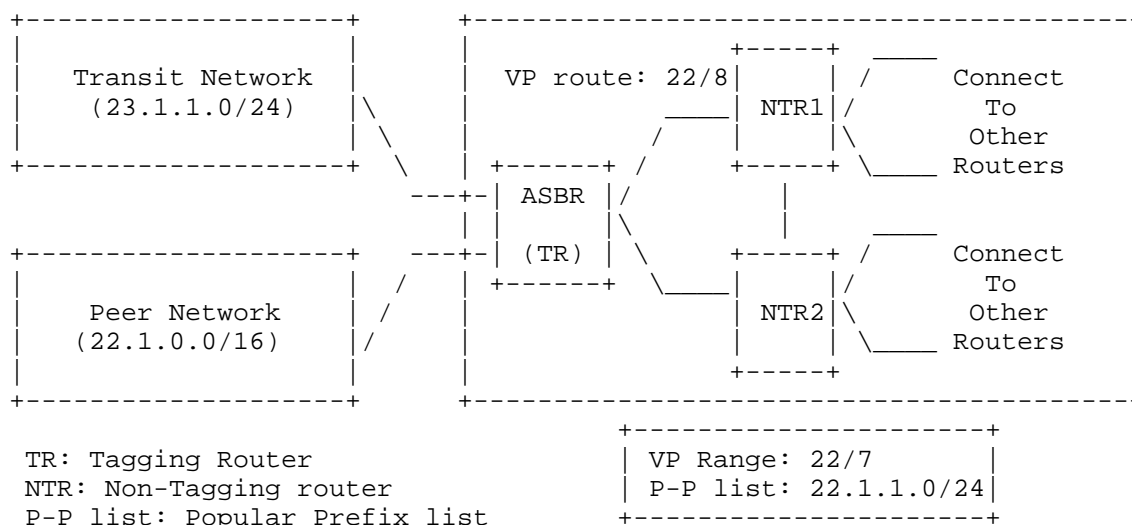 Transit Network VP route: 22/8 Connect
(23.1.1.0/24) NTR1 To
Other
Routers
ASBR
(TR) Connect
To
Peer Network NTR2 Other
(22.1.0.0/16) Routers
TR: Tagging Router VP Range: 22/7
NTR: Non-Tagging router P-P list: 22.1.1.0/24
P-P list: Popular Prefix list